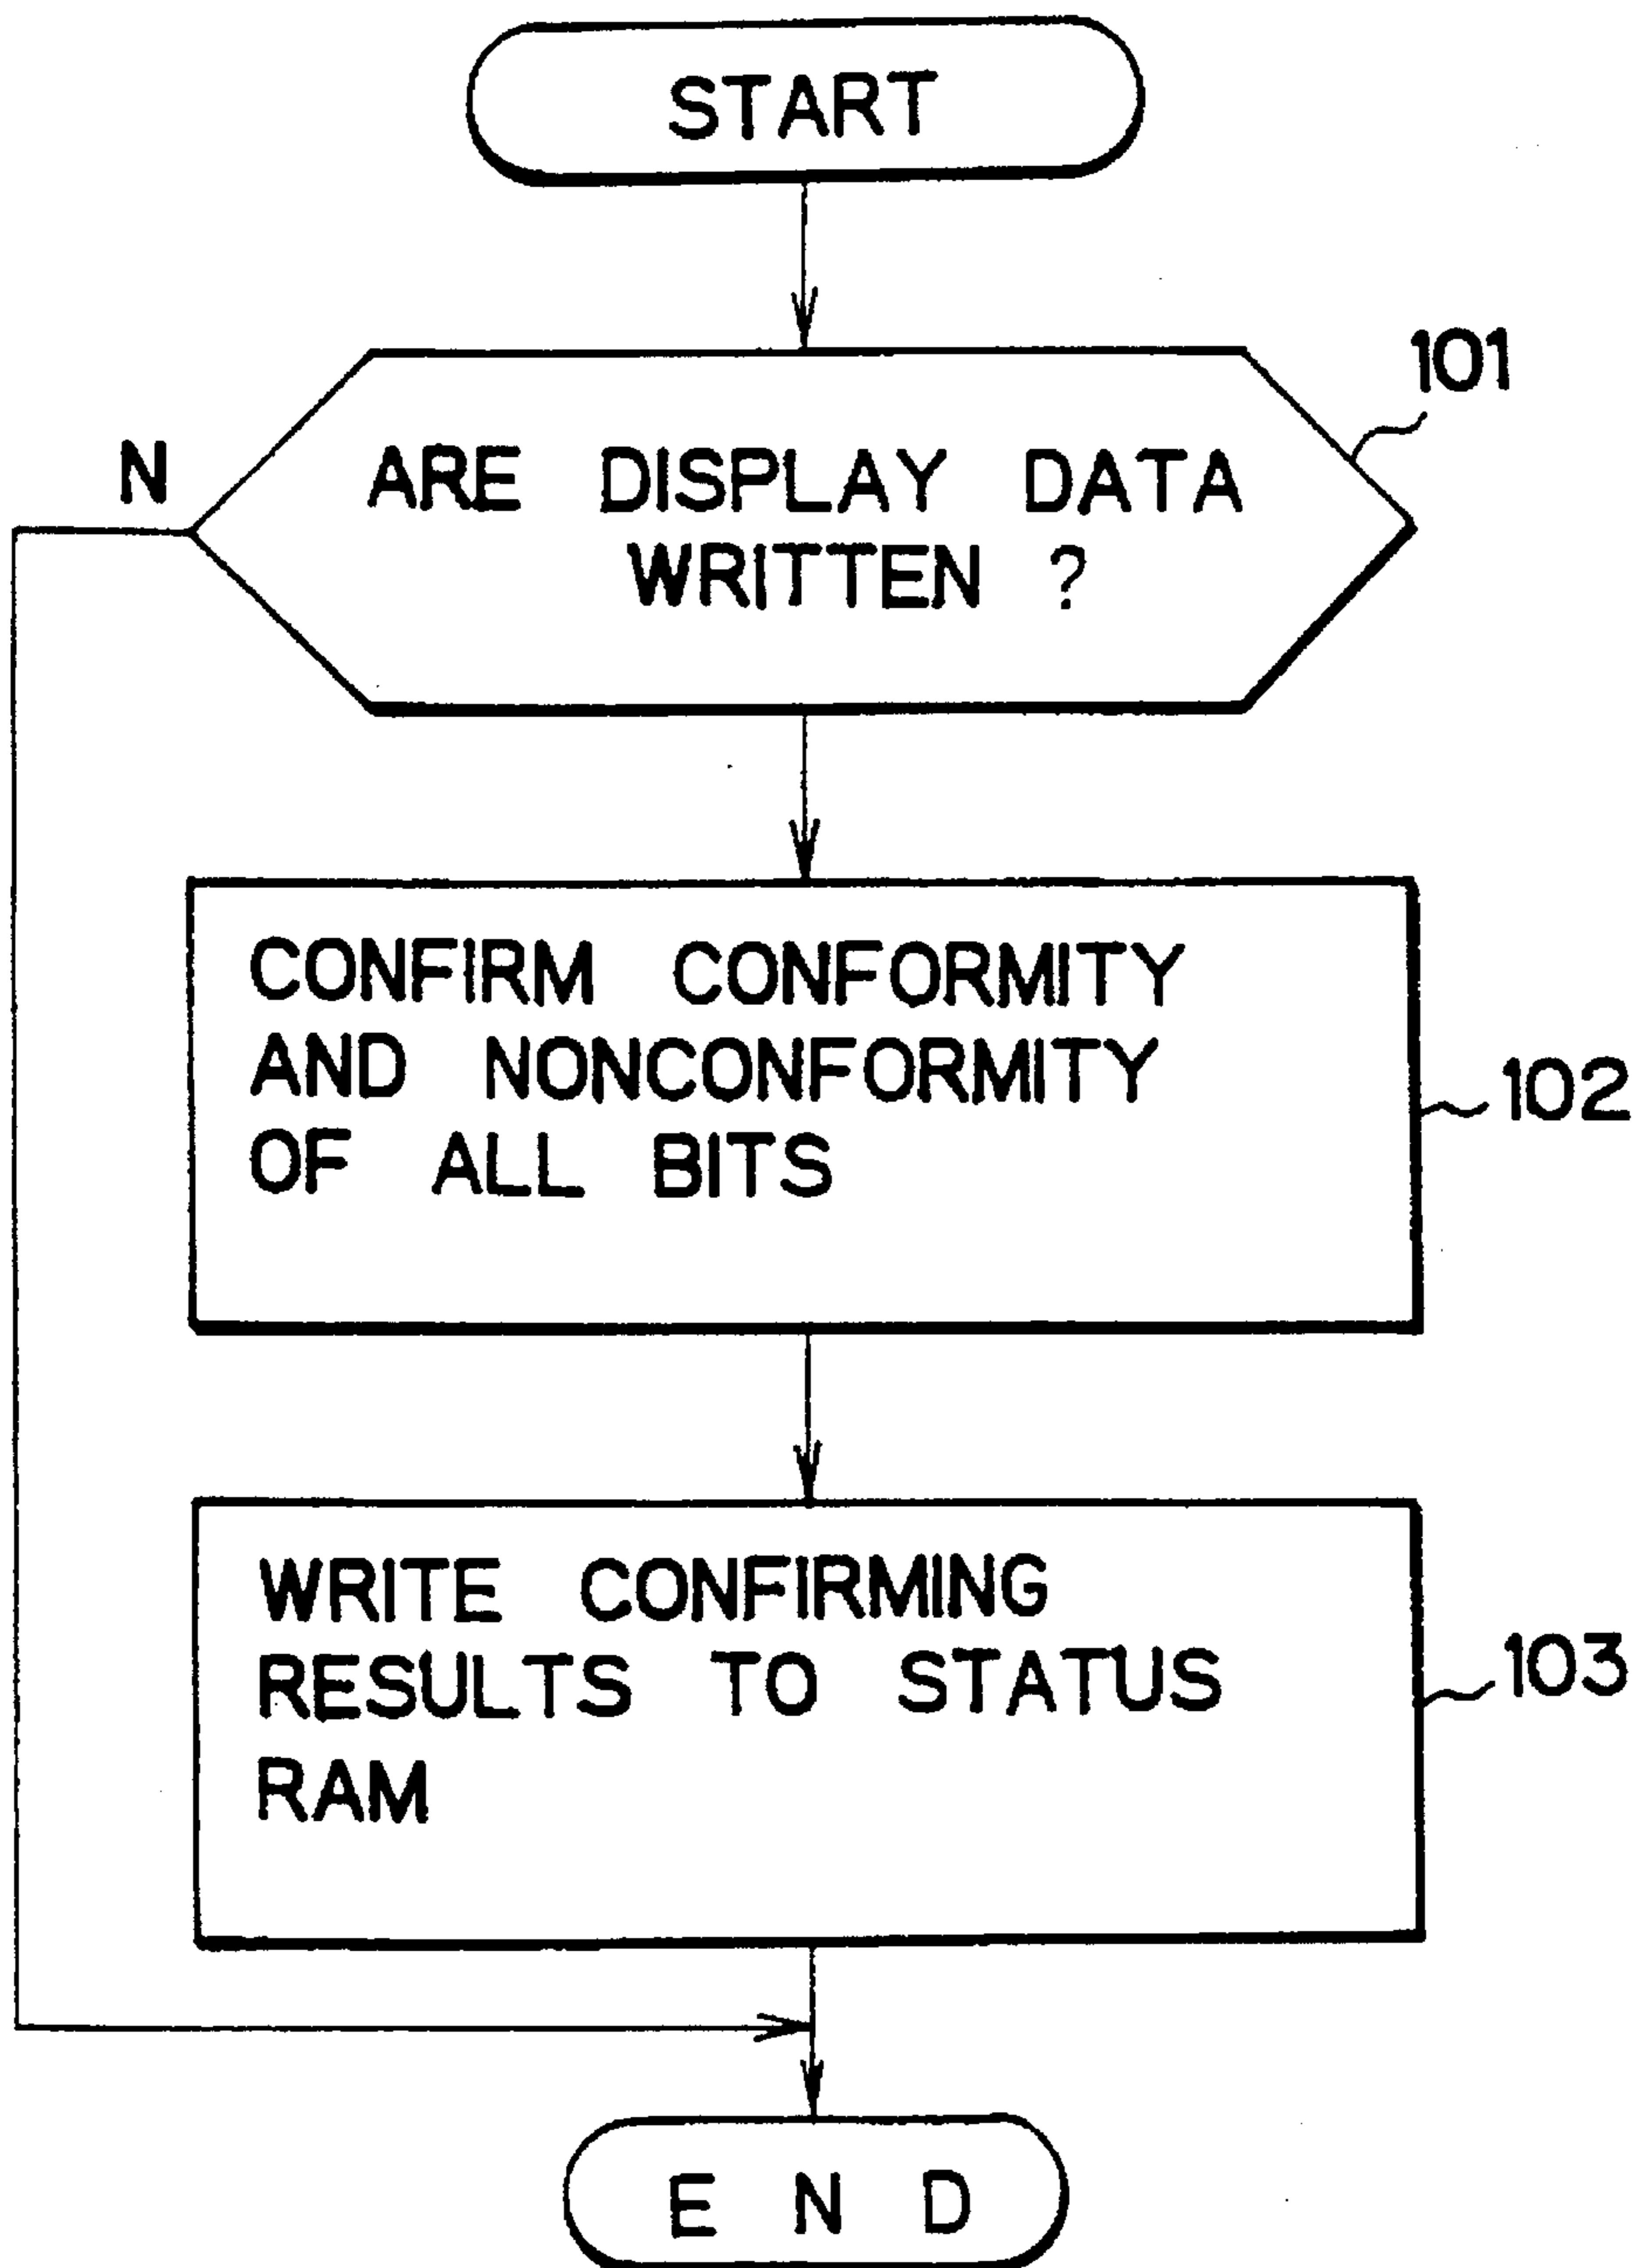 START
101
N
ARE DISPLAY DATA
WRITTEN ?
CONFIRM CONFORMITY
AND NONCONFORMITY
OF ALL BITS
102
WRITE CONFIRMING
RESULTS TO STATUS
RAM
103
E N D